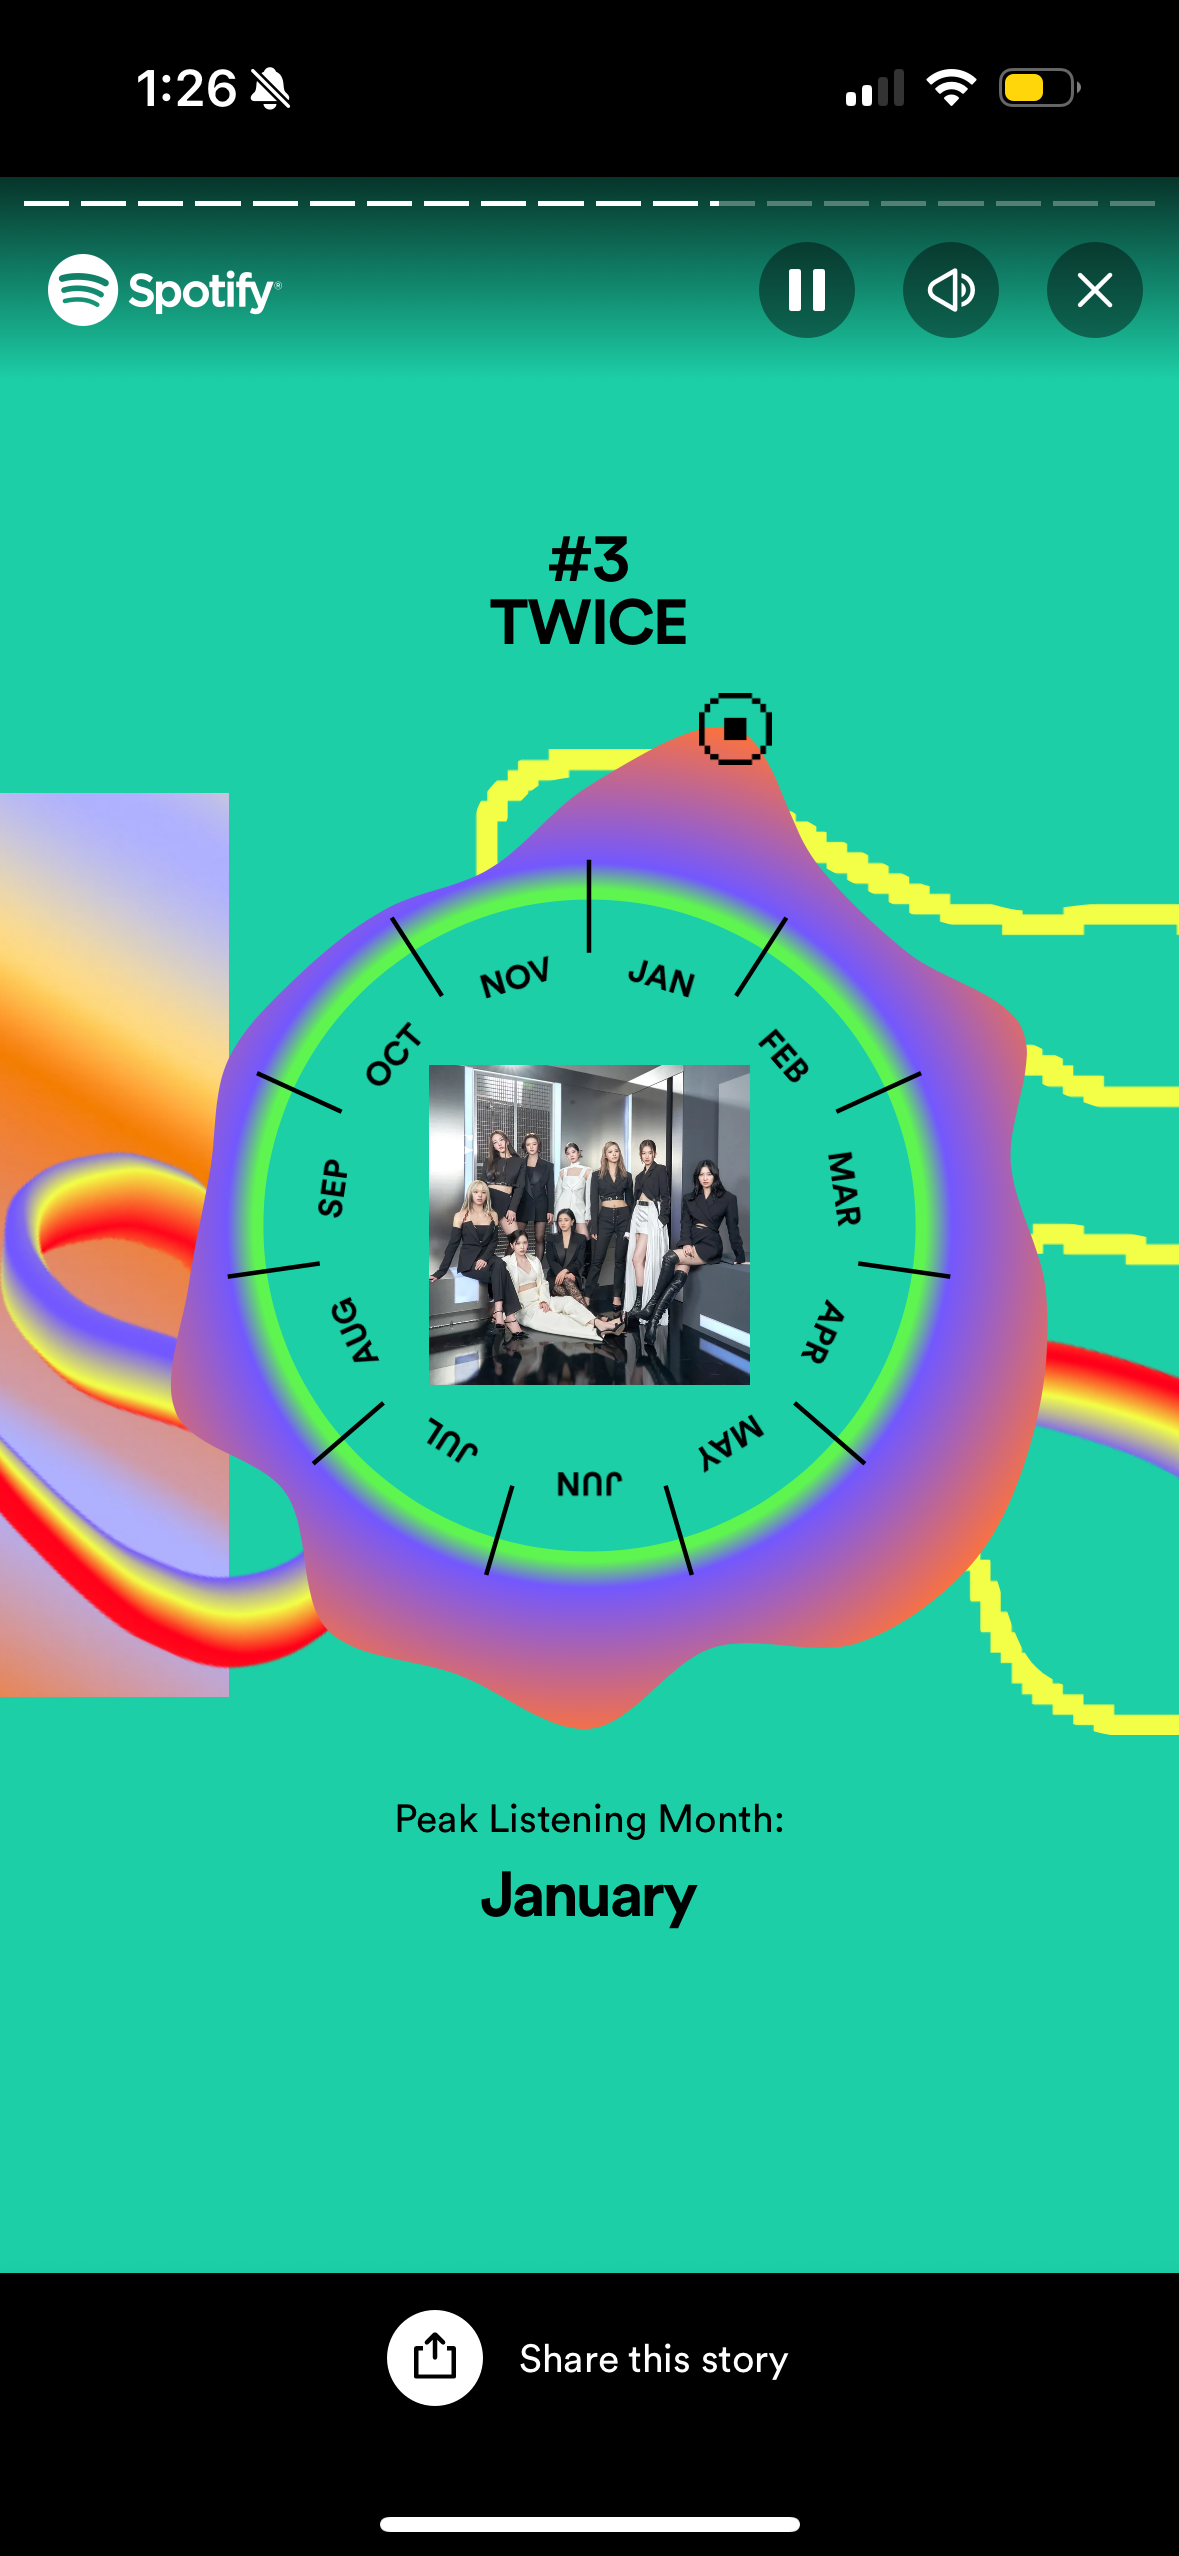 1:26
Spotify®
#3
TWICE
JAN
FEB
MAR
APR
MAY
JUN
JUL
AUG
SEP
OCT
NOV
Peak Listening Month:
January
Share this story